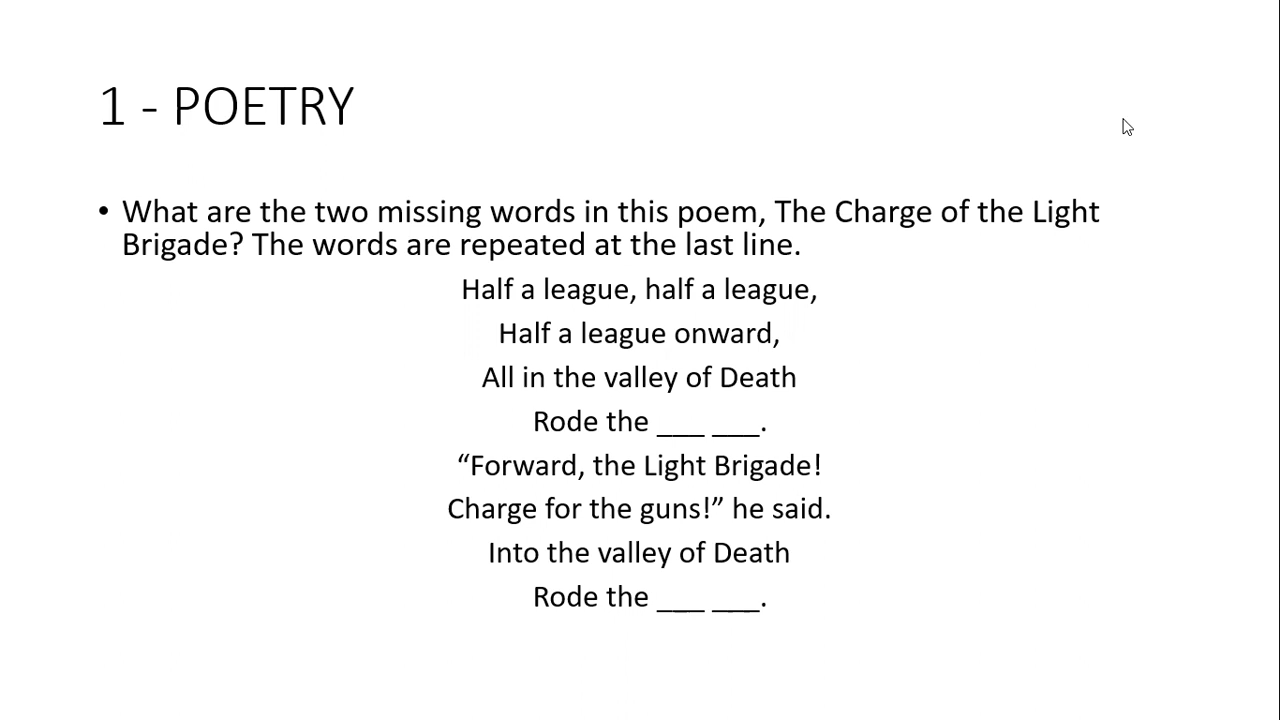 1 - POETRY
• What are the two missing words in this poem, The Charge of the Light
Brigade? The words are repeated at the last line.
Half a league, half a league,
Half a league onward,
All in the valley of Death
Rode the ___ ___.
“Forward, the Light Brigade!
Charge for the guns!” he said.
Into the valley of Death
Rode the ___ ___.